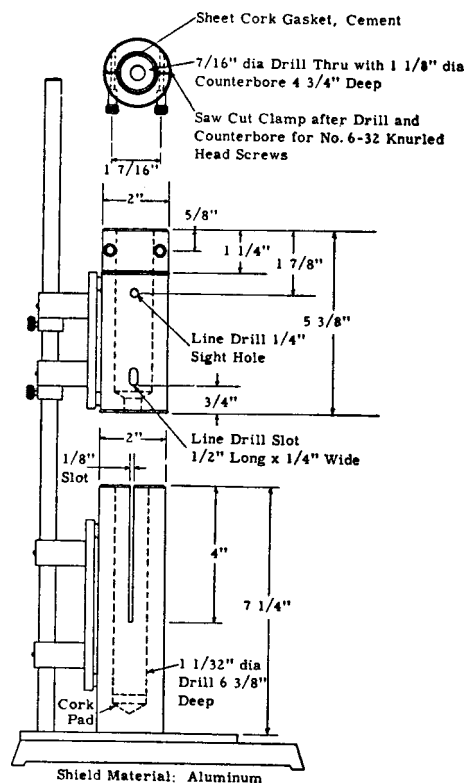 Sheet Cork Gasket, Cement
7/16" dia Drill Thru with 1 1/8" dia
Counterbore 4 3/4" Deep
Saw Cut Clamp after Drill and
Counterbore for No. 6-32 Knurled
Head Screws
1 7/16"
2"
5/8"
1 1/4"
1 7/8"
5 3/8"
Line Drill 1/4"
Sight Hole
3/4"
Line Drill Slot
1/2" Long x 1/4" Wide
2"
1/8"
Slot
4"
7 1/4"
1 1/32" dia
Drill 6 3/8"
Deep
Cork
Pad
Shield Material: Aluminum